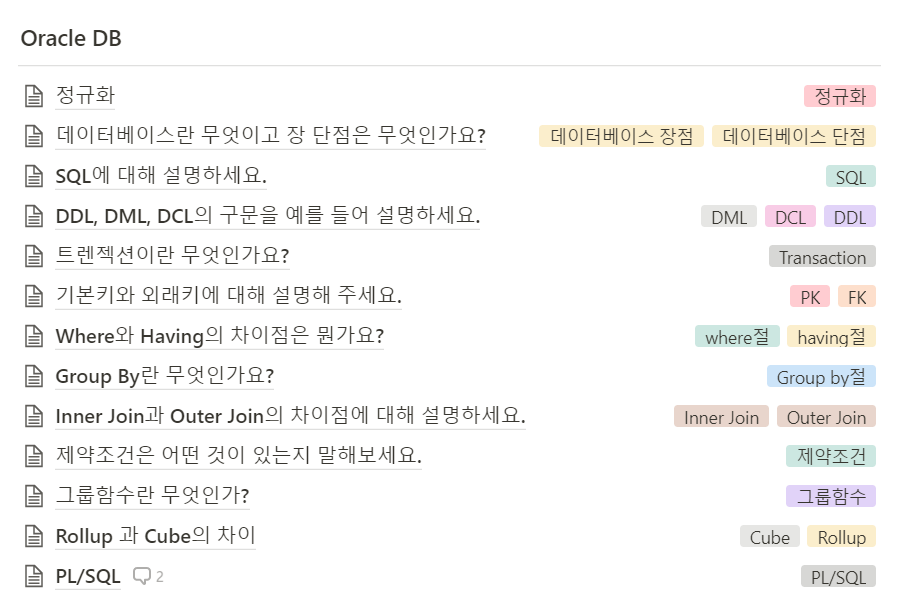 Oracle DB
정규화 정규화
데이터베이스란 무엇이고 장 단점은 무엇인가요? 데이터베이스 장점 데이터베이스 단점
SQL에 대해 설명하세요. SQL
DDL, DML, DCL의 구문을 예를 들어 설명하세요. DML DCL DDL
트렌젝션이란 무엇인가요? Transaction
기본키와 외래키에 대해 설명해 주세요. PK FK
Where와 Having의 차이점은 뭔가요? where절 having절
Group By란 무엇인가요? Group by절
Inner Join과 Outer Join의 차이점에 대해 설명하세요. Inner Join Outer Join
제약조건은 어떤 것이 있는지 말해보세요. 제약조건
그룹함수란 무엇인가? 그룹함수
Rollup 과 Cube의 차이 Cube Rollup
PL/SQL 2 PL/SQL